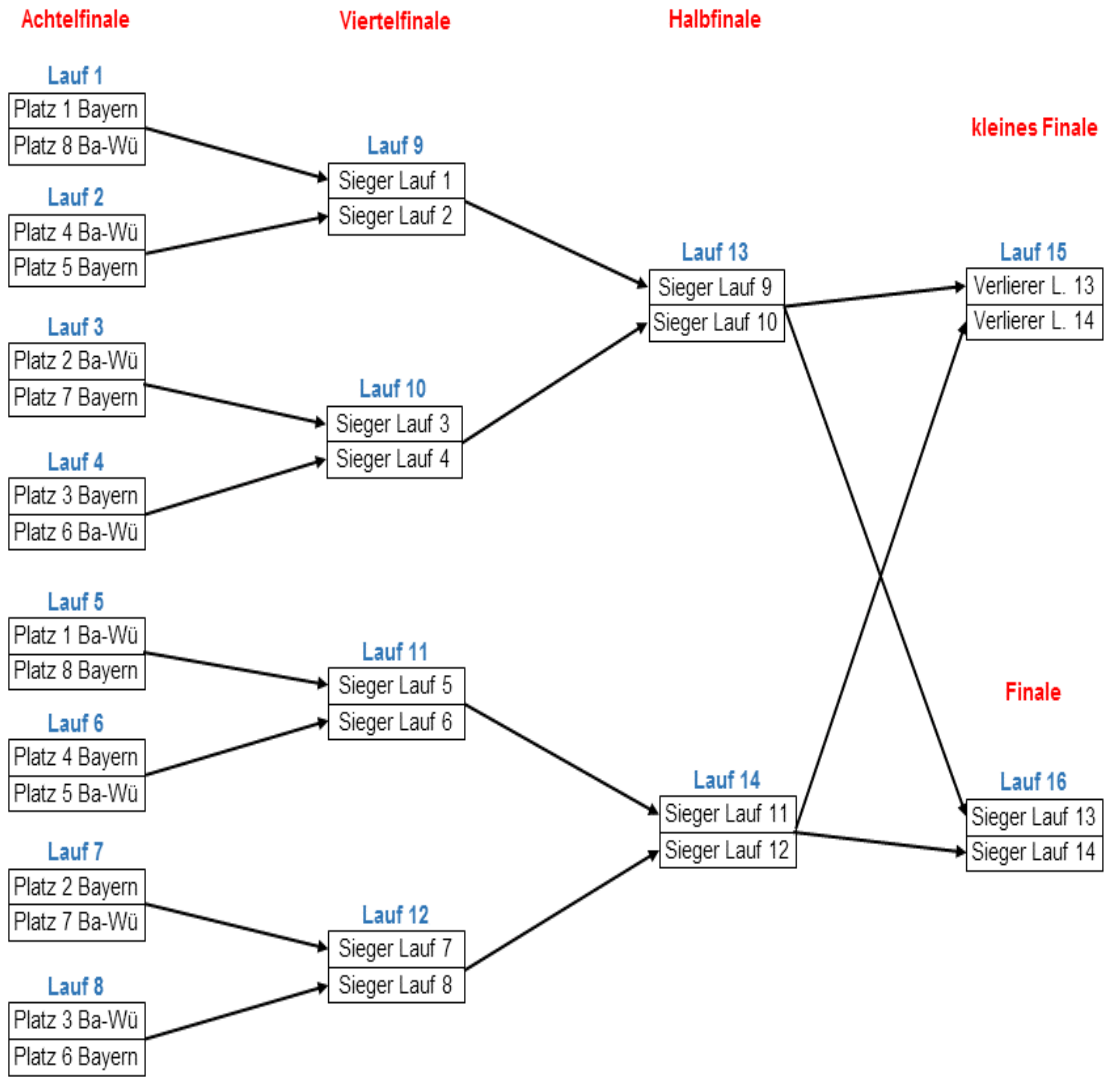 Achtelfinale
Viertelfinale
Halbfinale
Lauf 1
Platz 1 Bayern
Platz 8 Ba-Wü
Lauf 2
Platz 4 Ba-Wü
Platz 5 Bayern
Lauf 3
Platz 2 Ba-Wü
Platz 7 Bayern
Lauf 4
Platz 3 Bayern
Platz 6 Ba-Wü
Lauf 5
Platz 1 Ba-Wü
Platz 8 Bayern
Lauf 6
Platz 4 Bayern
Platz 5 Ba-Wü
Lauf 7
Platz 2 Bayern
Platz 7 Ba-Wü
Lauf 8
Platz 3 Ba-Wü
Platz 6 Bayern
Lauf 9
Sieger Lauf 1
Sieger Lauf 2
Lauf 10
Sieger Lauf 3
Sieger Lauf 4
Lauf 11
Sieger Lauf 5
Sieger Lauf 6
Lauf 12
Sieger Lauf 7
Sieger Lauf 8
Lauf 13
Sieger Lauf 9
Sieger Lauf 10
Lauf 14
Sieger Lauf 11
Sieger Lauf 12
kleines Finale
Lauf 15
Verlierer L. 13
Verlierer L. 14
Finale
Lauf 16
Sieger Lauf 13
Sieger Lauf 14